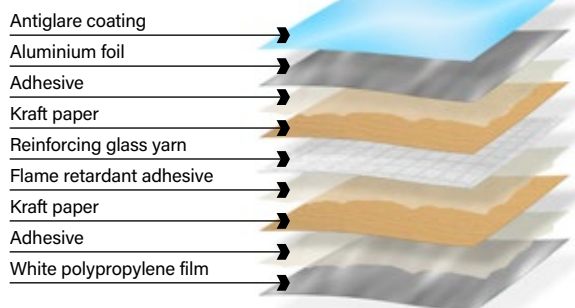 Antiglare coating
Aluminium foil
Adhesive
Kraft paper
Reinforcing glass yarn
Flame retardant adhesive
Kraft paper
Adhesive
White polypropylene film